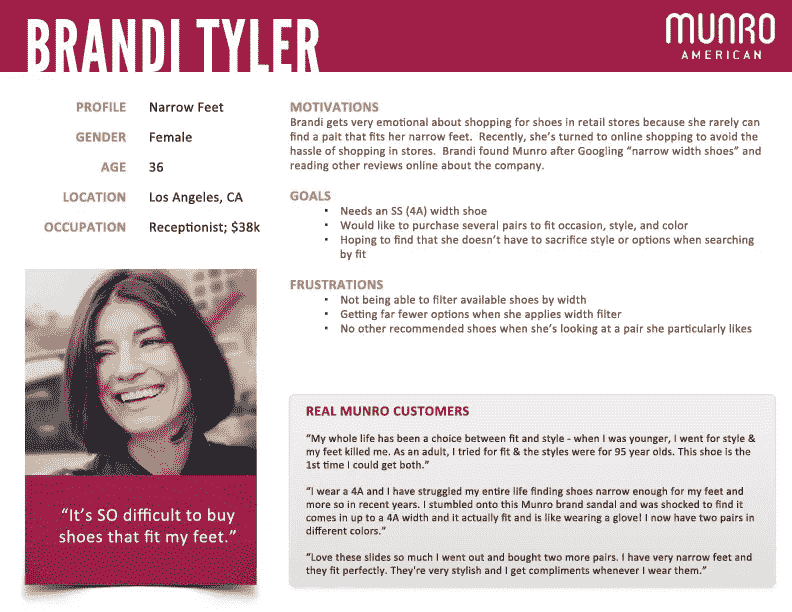 BRANDI TYLER
MUNRO
AMERICAN
PROFILE Narrow Feet
GENDER Female
AGE 36
LOCATION Los Angeles, CA
OCCUPATION Receptionist; $38k
“It’s SO difficult to buy
shoes that fit my feet.”
MOTIVATIONS
Brandi gets very emotional about shopping for shoes in retail stores because she rarely can
find a pait that fits her narrow feet. Recently, she’s turned to online shopping to avoid the
hassle of shopping in stores. Brandi found Munro after Googling “narrow width shoes” and
reading other reviews online about the company.
GOALS
▪ Needs an SS (4A) width shoe
▪ Would like to purchase several pairs to fit occasion, style, and color
▪ Hoping to find that she doesn’t have to sacrifice style or options when searching
by fit
FRUSTRATIONS
▪ Not being able to filter available shoes by width
▪ Getting far fewer options when she applies width filter
▪ No other recommended shoes when she’s looking at a pair she particularly likes
REAL MUNRO CUSTOMERS
“My whole life has been a choice between fit and style - when I was younger, I went for style &
my feet killed me. As an adult, I tried for fit & the styles were for 95 year olds. This shoe is the
1st time I could get both.”
“I wear a 4A and I have struggled my entire life finding shoes narrow enough for my feet and
more so in recent years. I stumbled onto this Munro brand sandal and was shocked to find it
comes in up to a 4A width and it actually fit and is like wearing a glove! I now have two pairs in
different colors.”
“Love these slides so much I went out and bought two more pairs. I have very narrow feet and
they fit perfectly. They're very stylish and I get compliments whenever I wear them.”